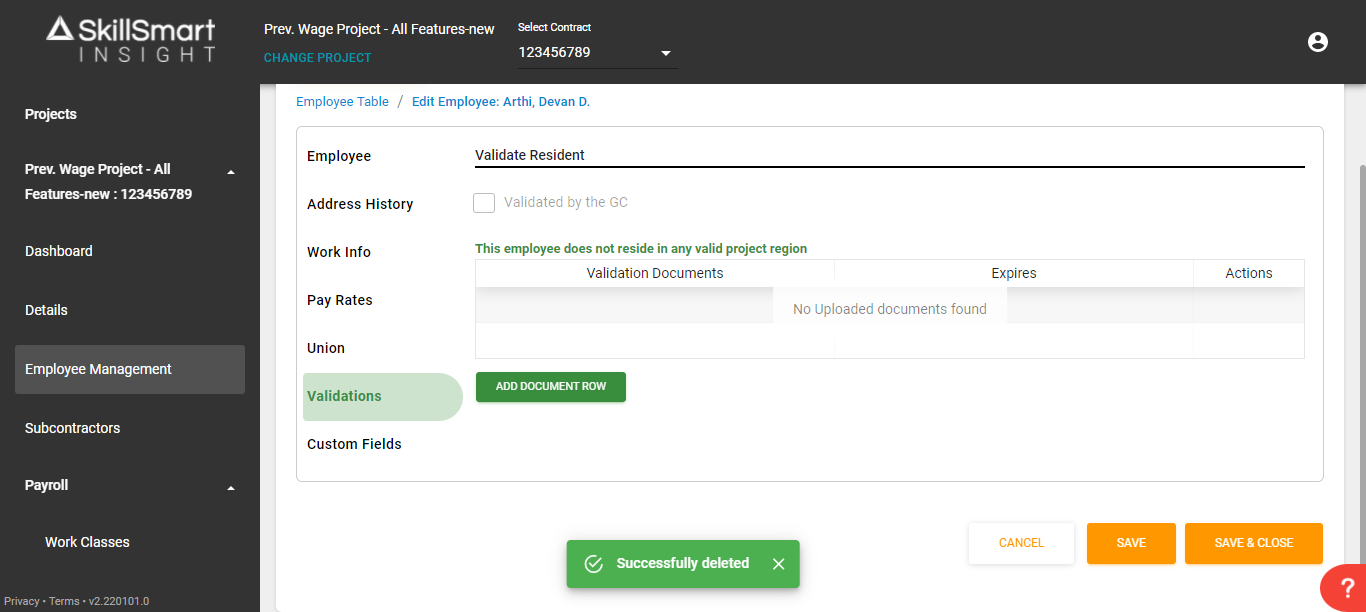 SkillSmart
INSIGHT
Prev. Wage Project - All Features-new
CHANGE PROJECT
Select Contract
123456789
Projects
Prev. Wage Project - All
Features-new : 123456789
Dashboard
Details
Employee Management
Subcontractors
Payroll
Work Classes
Privacy • Terms • v2.220101.0
Employee Table / Edit Employee: Arthi, Devan D.
Employee
Address History
Work Info
Pay Rates
Union
Validations
Custom Fields
Validate Resident
Validated by the GC
This employee does not reside in any valid project region
Validation Documents Expires Actions
No Uploaded documents found
ADD DOCUMENT ROW
CANCEL SAVE SAVE & CLOSE
Successfully deleted
?